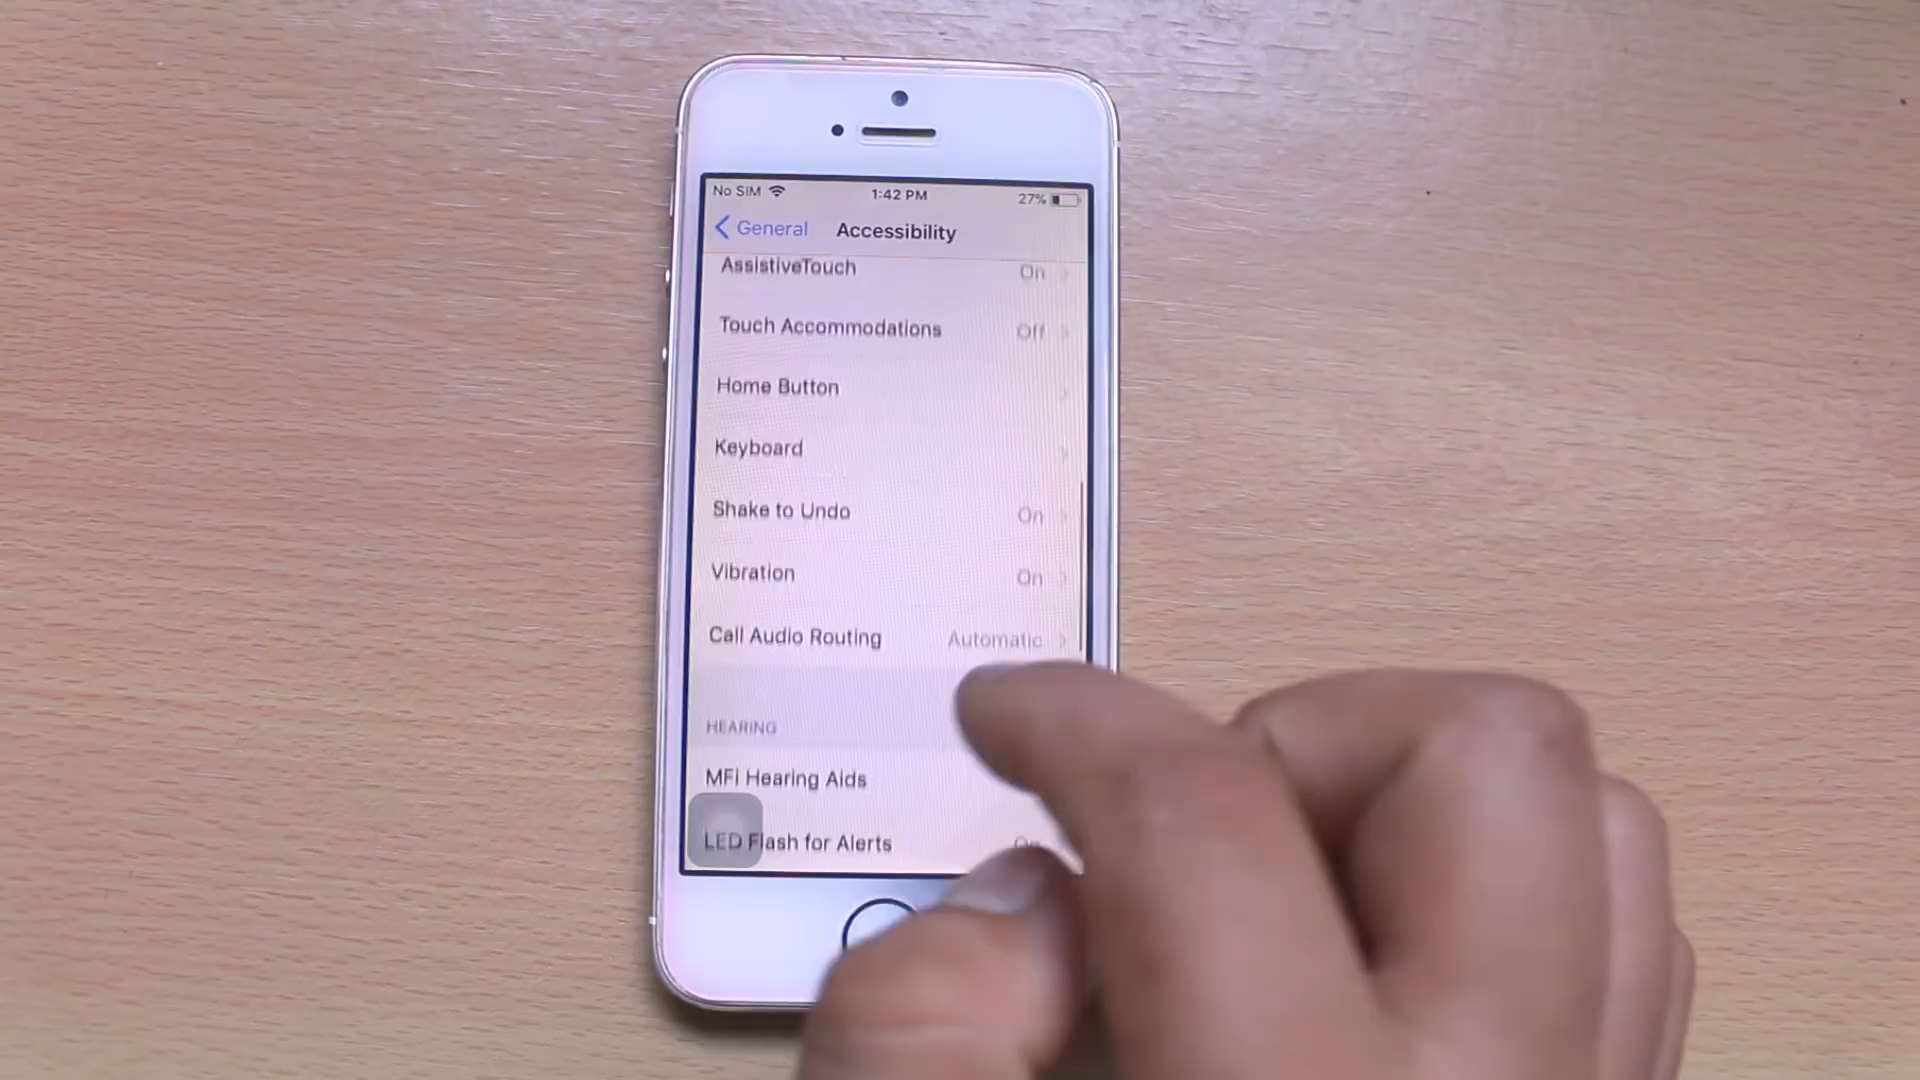 No SIM 1:42 PM 27%
General Accessibility
AssistiveTouch On
Touch Accommodations Off
Home Button
Keyboard
Shake to Undo On
Vibration On
Call Audio Routing Automatic
HEARING
MFi Hearing Aids
LED Flash for Alerts On